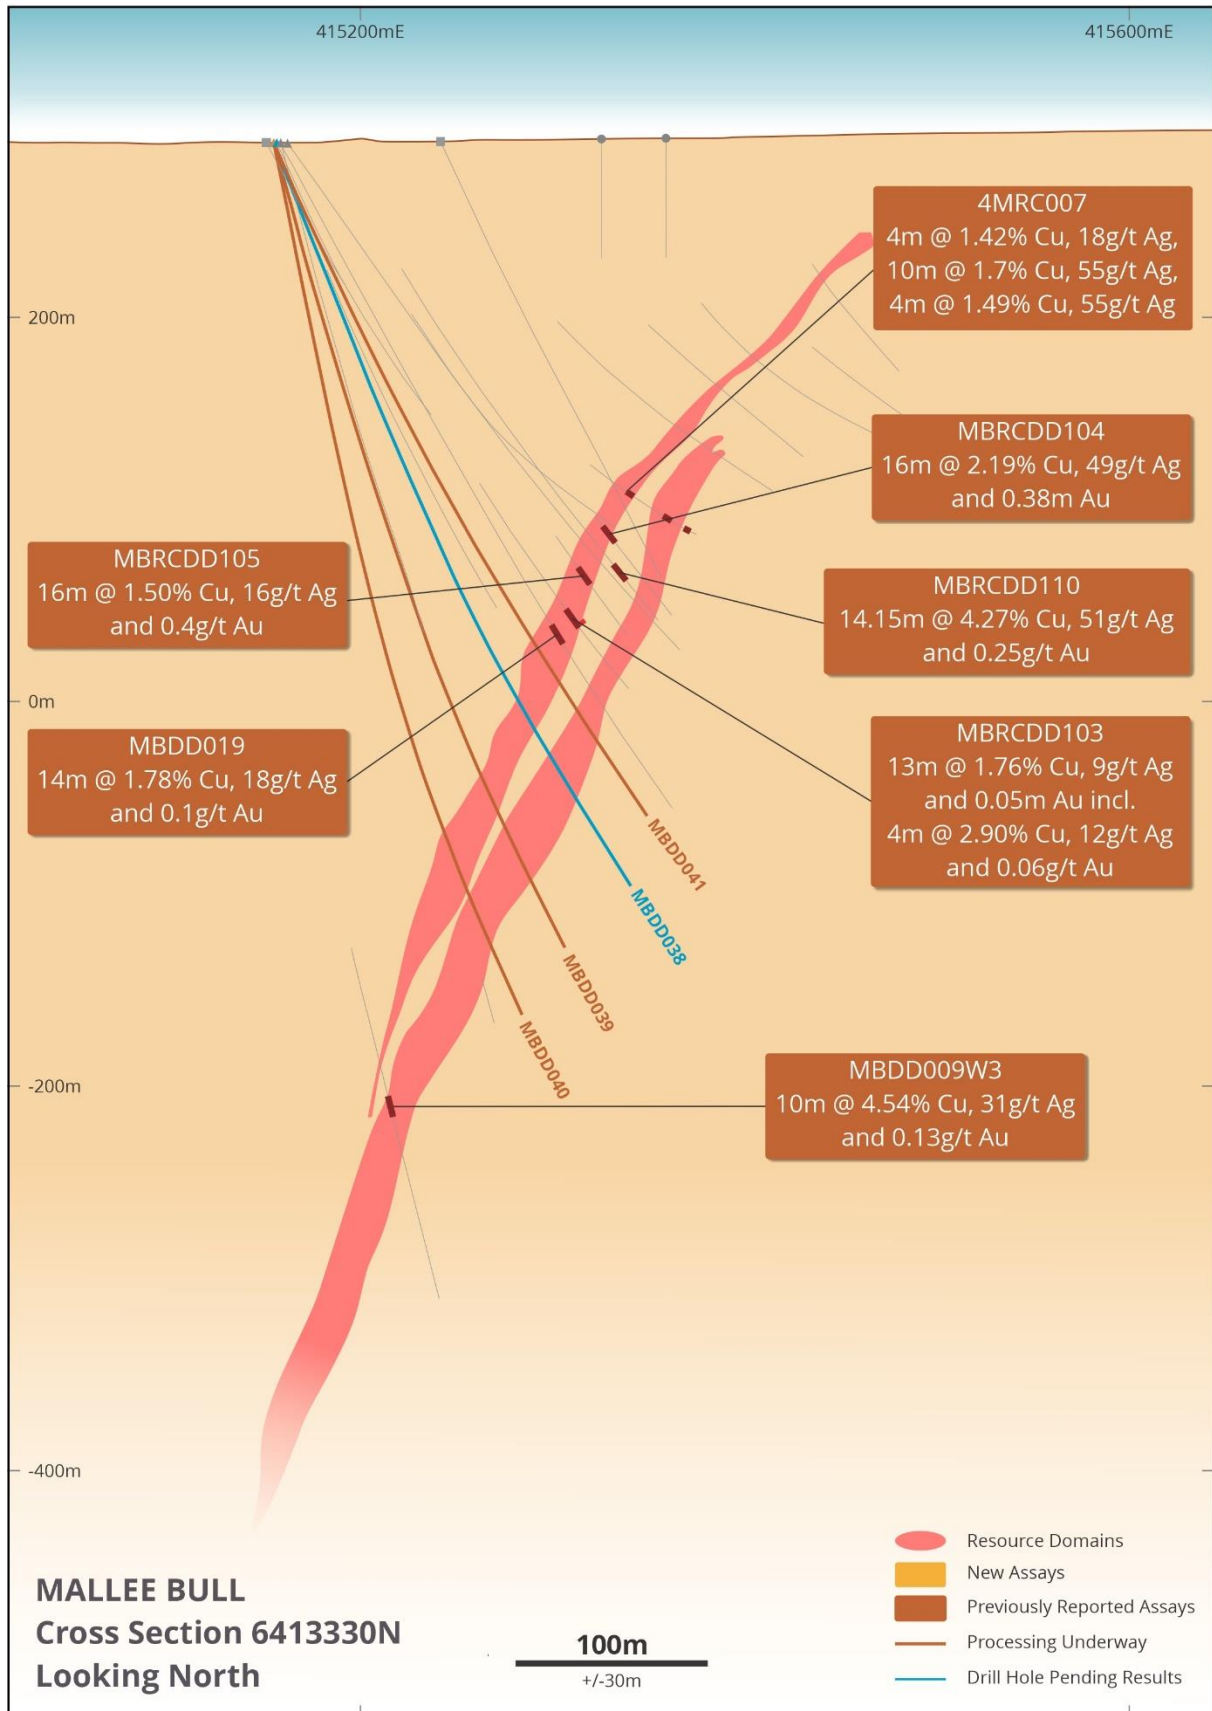 415200mE
415600mE
4MRC007
4m @ 1.42% Cu, 18g/t Ag,
10m @ 1.7% Cu, 55g/t Ag,
4m @ 1.49% Cu, 55g/t Ag
200m
MBRCDD104
16m @ 2.19% Cu, 49g/t Ag
and 0.38m Au
MBRCDD105
16m @ 1.50% Cu, 16g/t Ag
and 0.4g/t Au
MBRCDD110
14.15m @ 4.27% Cu, 51g/t Ag
and 0.25g/t Au
0m
MBDD019
14m @ 1.78% Cu, 18g/t Ag
and 0.1g/t Au
MBRCDD103
13m @ 1.76% Cu, 9g/t Ag
and 0.05m Au incl.
4m @ 2.90% Cu, 12g/t Ag
and 0.06g/t Au
MBDD041
MBDD038
MBDD039
MBDD040
-200m
MBDD009W3
10m @ 4.54% Cu, 31g/t Ag
and 0.13g/t Au
-400m
MALLEE BULL
Cross Section 6413330N
Looking North
100m
+/-30m
Resource Domains
New Assays
Previously Reported Assays
Processing Underway
Drill Hole Pending Results